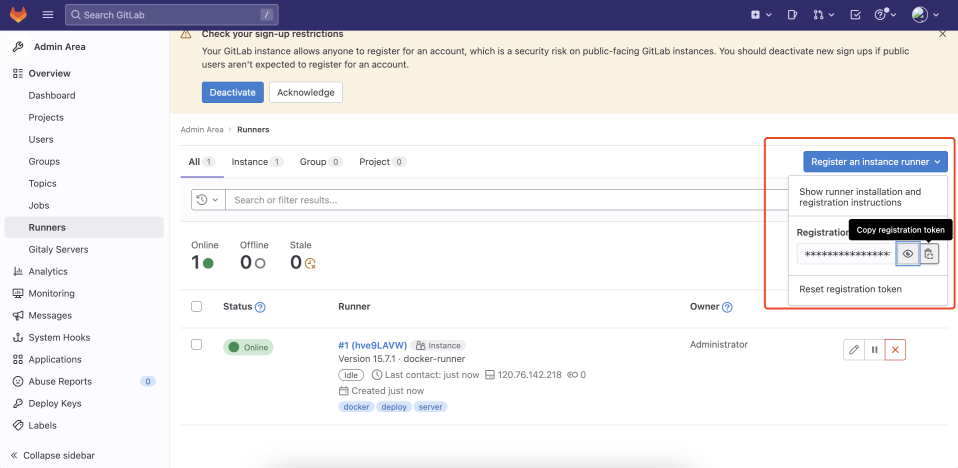 Search GitLab
/
Admin Area
Check your sign-up restrictions
Your GitLab instance allows anyone to register for an account, which is a security risk on public-facing GitLab instances. You should deactivate new sign ups if public
users aren't expected to register for an account.
Deactivate
Acknowledge
Overview
Dashboard
Projects
Users
Groups
Topics
Jobs
Runners
Gitaly Servers
Analytics
Monitoring
Messages
System Hooks
Applications
Abuse Reports 0
Deploy Keys
Labels
Collapse sidebar
Admin Area › Runners
All 1 Instance 1 Group 0 Project 0
Register an instance runner
Show runner installation and
registration instructions
Copy registration token
Registration
***************
Reset registration token
Search or filter results...
Online Offline Stale
1 0 0
Status Runner Owner
Online
#1 (hve9LAVW) Instance
Administrator
Version 15.7.1 · docker-runner
Idle Last contact: just now 120.76.142.218 0
Created just now
docker deploy server